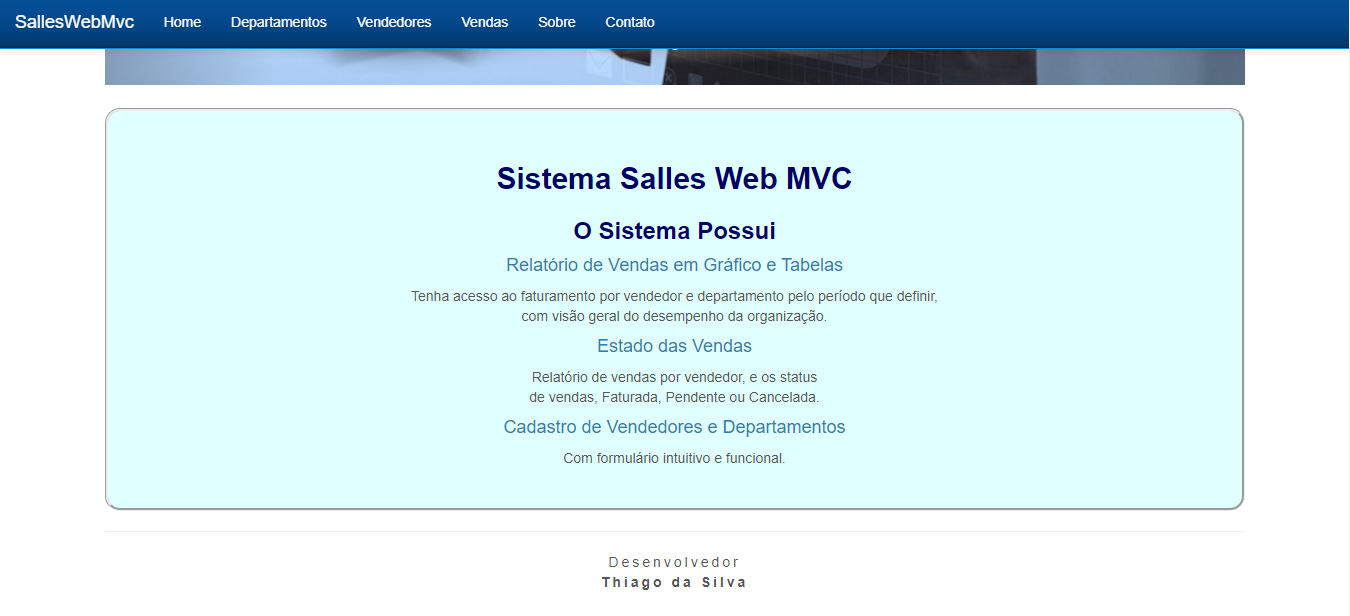 SallesWebMvc Home Departamentos Vendedores Vendas Sobre Contato
Sistema Salles Web MVC
O Sistema Possui
Relatório de Vendas em Gráfico e Tabelas
Tenha acesso ao faturamento por vendedor e departamento pelo período que definir,
com visão geral do desempenho da organização.
Estado das Vendas
Relatório de vendas por vendedor, e os status
de vendas, Faturada, Pendente ou Cancelada.
Cadastro de Vendedores e Departamentos
Com formulário intuitivo e funcional.
Desenvolvedor
Thiago da Silva